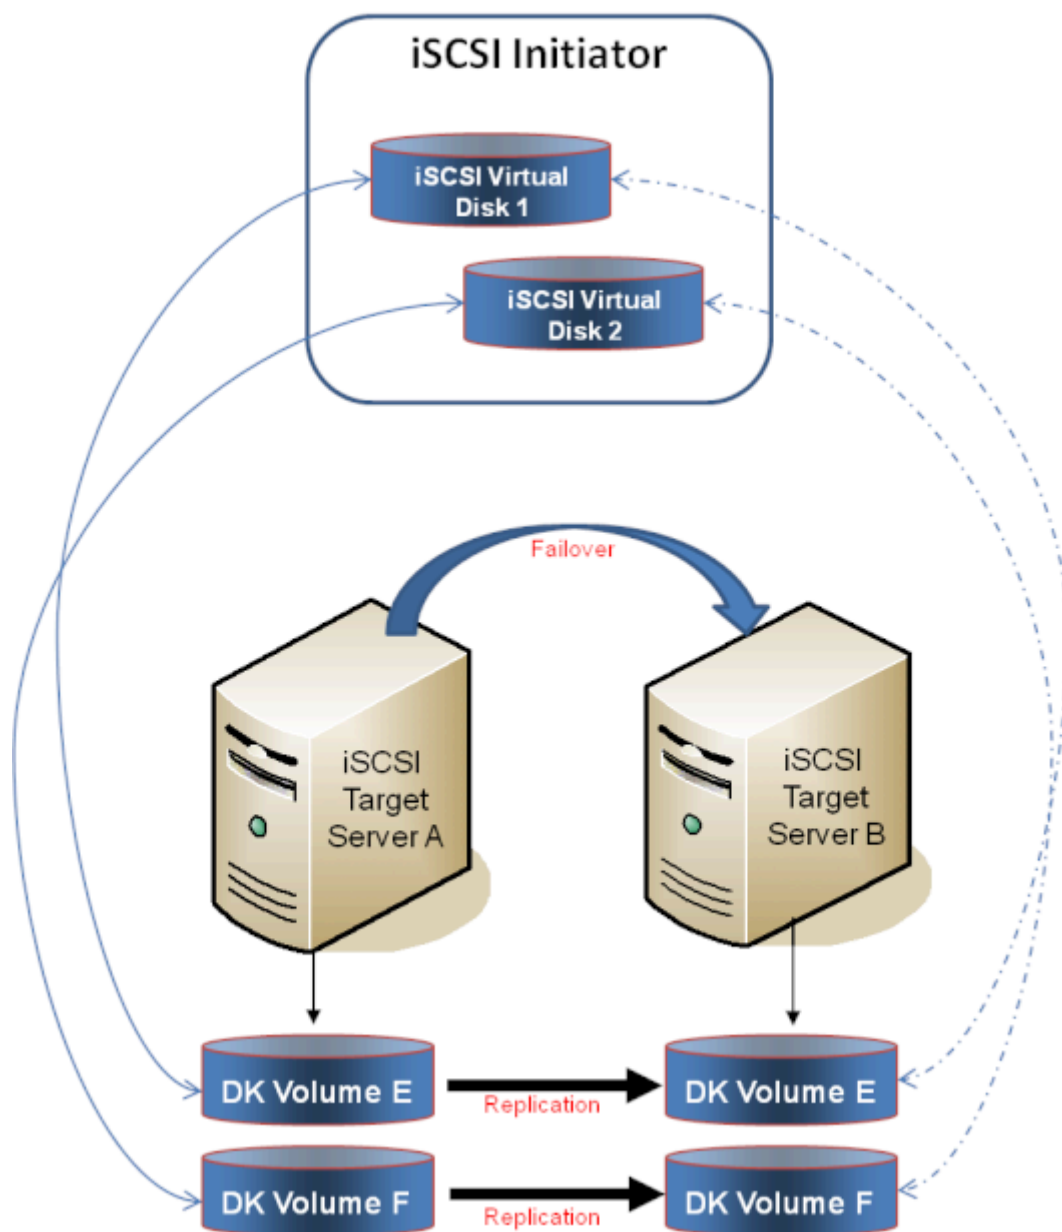 iSCSI Initiator
iSCSI Virtual
Disk 1
iSCSI Virtual
Disk 2
Failover
iSCSI
Target
Server A
iSCSI
Target
Server B
DK Volume E
Replication
DK Volume E
DK Volume F
Replication
DK Volume F